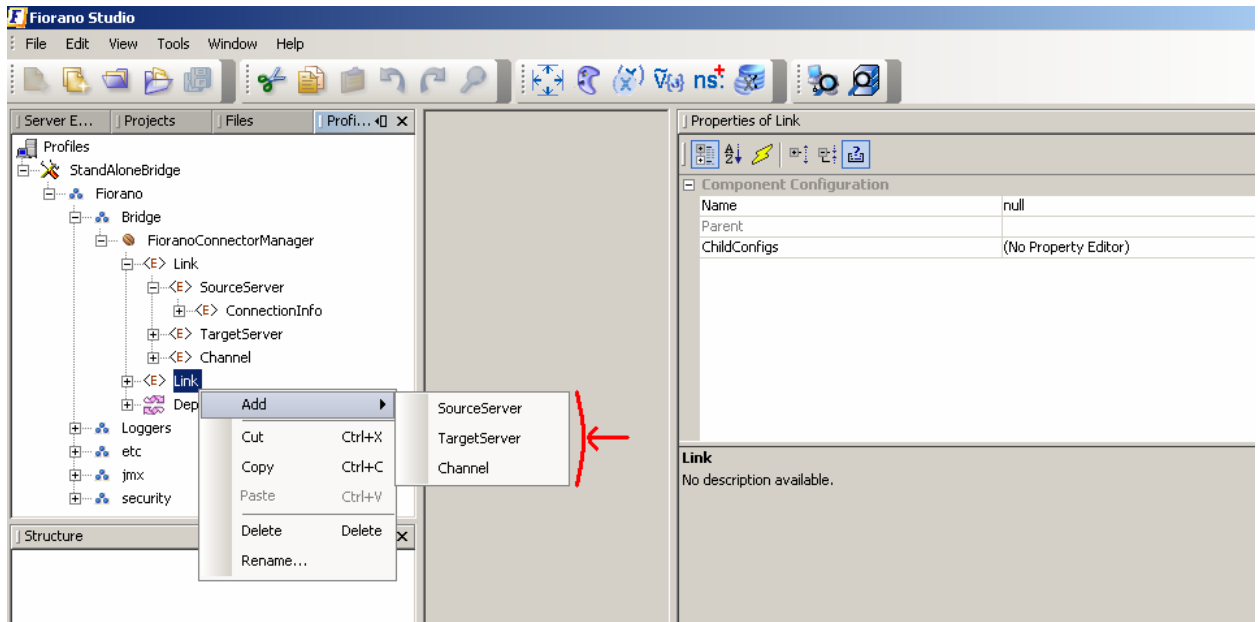 Fiorano Studio
File Edit View Tools Window Help
ns:
Server E... Projects Files Profi...
Properties of Link
Profiles
StandAloneBridge
Fiorano
Bridge
FioranoConnectorManager
<E> Link
<E> SourceServer
<E> ConnectionInfo
<E> TargetServer
<E> Channel
<E> Link
Dep
Loggers
etc
jmx
security
Add
Cut Ctrl+X
Copy Ctrl+C
Paste Ctrl+V
Delete Delete
Rename...
SourceServer
TargetServer
Channel
Component Configuration
Name null
Parent
ChildConfigs (No Property Editor)
Link
No description available.
Structure